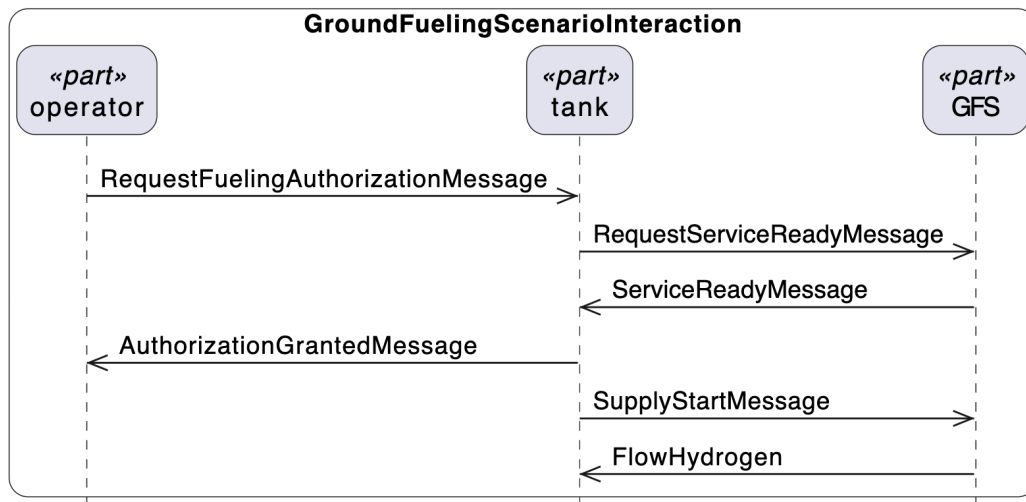 GroundFuelingScenarioInteraction
«part» «part» «part»
operator tank GFS
RequestFuelingAuthorizationMessage
RequestServiceReadyMessage
ServiceReadyMessage
AuthorizationGrantedMessage
SupplyStartMessage
FlowHydrogen